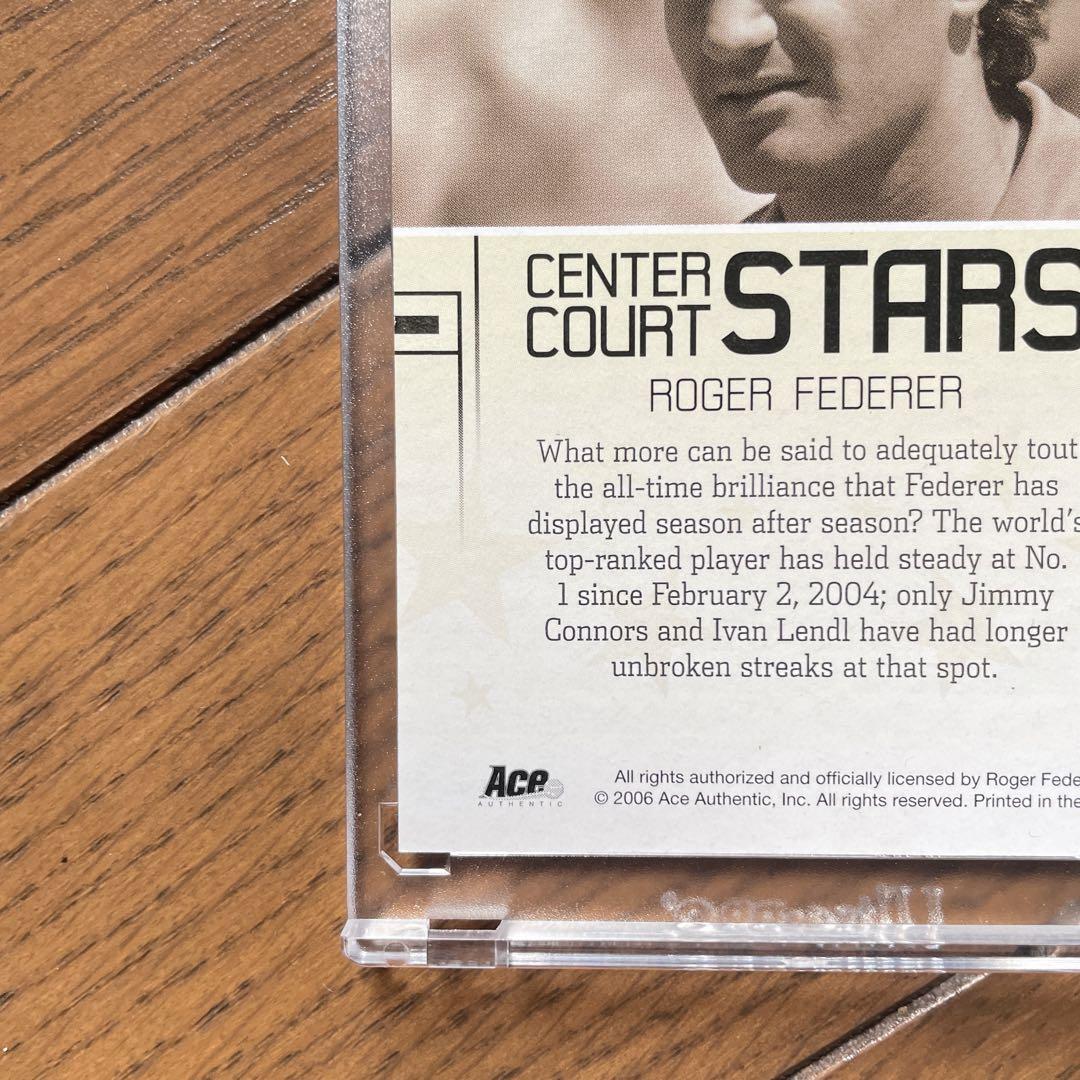 CENTER
COURT
STARS
ROGER FEDERER
What more can be said to adequately tout
the all-time brilliance that Federer has
displayed season after season? The world's
top-ranked player has held steady at No.
1 since February 2, 2004; only Jimmy
Connors and Ivan Lendl have had longer
unbroken streaks at that spot.
Ace
AUTHENTIC
All rights authorized and officially licensed by Roger Fede
© 2006 Ace Authentic, Inc. All rights reserved. Printed in the